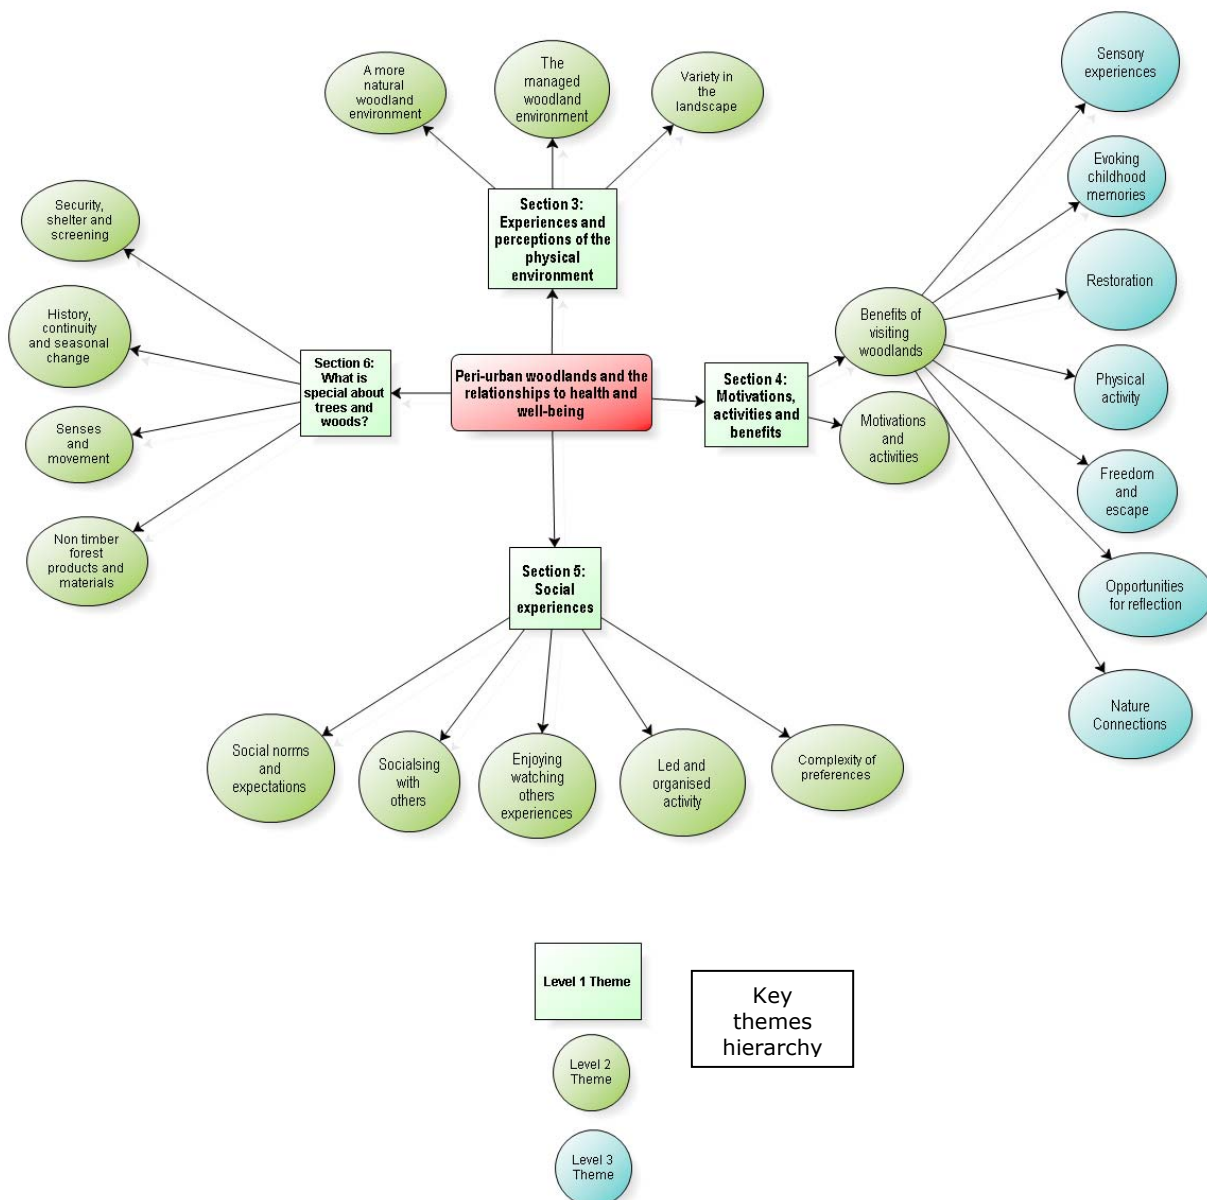 A more
natural
woodland
environment
The
managed
woodland
environment
Variety in
the
landscape
Sensory
experiences
Evoking
childhood
memories
Security,
shelter and
screening
Section 3:
Experiences and
perceptions of the
physical
environment
Restoration
History,
continuity
and seasonal
change
Benefits of
visiting
woodlands
Section 6:
What is
special about
trees and
woods?
Peri-urban woodlands and the
relationships to health and
well-being
Section 4:
Motivations,
activities and
benefits
Physical
activity
Senses
and
movement
Motivations
and
activities
Freedom
and
escape
Non timber
forest
products and
materials
Section 5:
Social
experiences
Opportunities
for reflection
Nature
Connections
Social norms
and
expectations
Socialsing
with
others
Enjoying
watching
others
experiences
Led and
organised
activity
Complexity of
preferences
Level 1 Theme
Key
themes
hierarchy
Level 2
Theme
Level 3
Theme